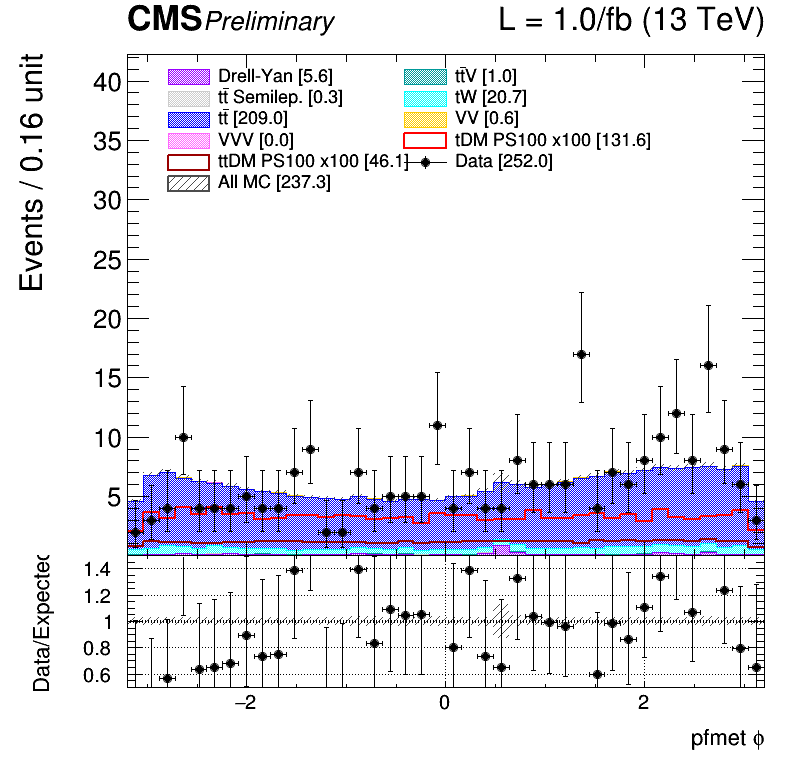 CMS Preliminary L = 1.0/fb (13 TeV)
Events / 0.16 unit
40
35
30
25
20
15
10
5
Drell-Yan [5.6]
tt̄ Semilep. [0.3]
tt̄ [209.0]
VVV [0.0]
ttDM PS100 x100 [46.1]
All MC [237.3]
tt̄V [1.0]
tW [20.7]
VV [0.6]
tDM PS100 x100 [131.6]
Data [252.0]
Data/Expected
1.4
1.2
1
0.8
0.6
−2 0 2
pfmet ϕ